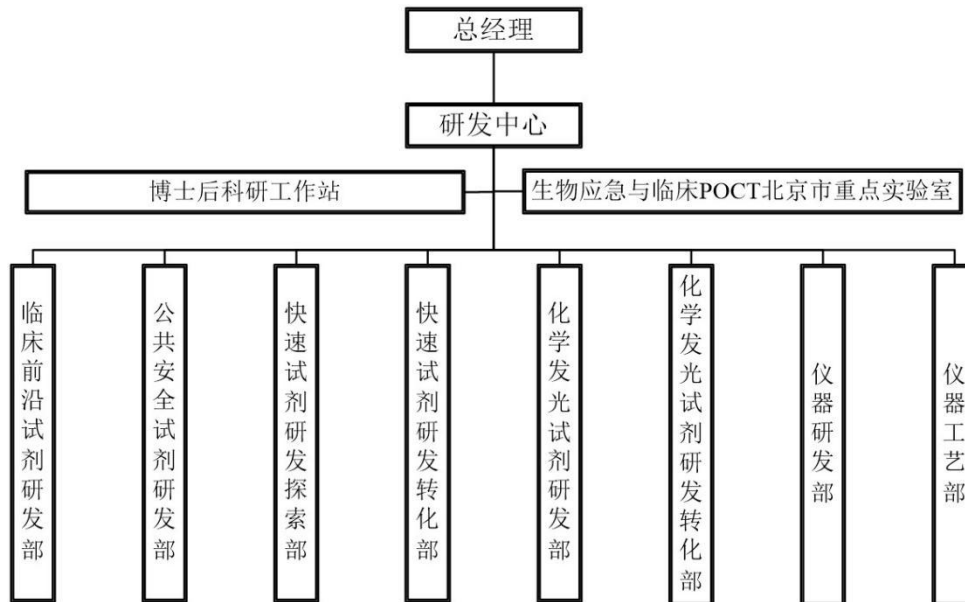 总经理
研发中心
博士后科研工作站
生物应急与临床POCT北京市重点实验室
临床前沿试剂研发部
公共安全试剂研发部
快速试剂研发探索部
快速试剂研发转化部
化学发光试剂研发部
化学发光试剂研发转化部
仪器研发部
仪器工艺部